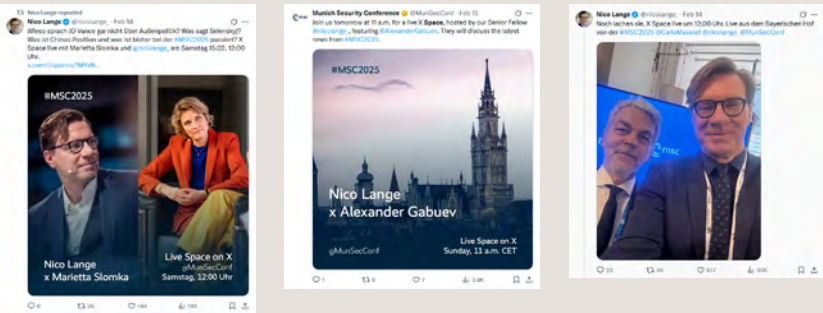 Nico Lange reposted
Nico Lange @nicolange_ · Feb 14
Wieso sprach JD Vance gar nicht über Außenpolitik? Was sagt Selenskyj?
Was ist Chinas Position und was ist bisher bei der #MSC2025 passiert? X
Space live mit Marietta Slomka und @nicolange_ am Samstag 15.02, 12:00
Uhr.
#MSC2025
Nico Lange
x Marietta Slomka
Live Space on X
@MunSecConf
Samstag, 12:00 Uhr
Munich Security Conference @MunSecConf · Feb 15
Join us tomorrow at 11 a.m. for a live X Space, hosted by our Senior Fellow
@nicolange_, featuring @AlexanderGabuev. They will discuss the latest
news from #MSC2025.
#MSC2025
Nico Lange
x Alexander Gabuev
@MunSecConf
Live Space on X
Sunday, 11 a.m. CET
Nico Lange @nicolange_ · Feb 14
Noch lachen sie. X Space live um 12:00 Uhr. Live aus dem Bayerischen Hof
von der #MSC2025 @CarloMasala1 @nicolange_ @MunSecConf
msc